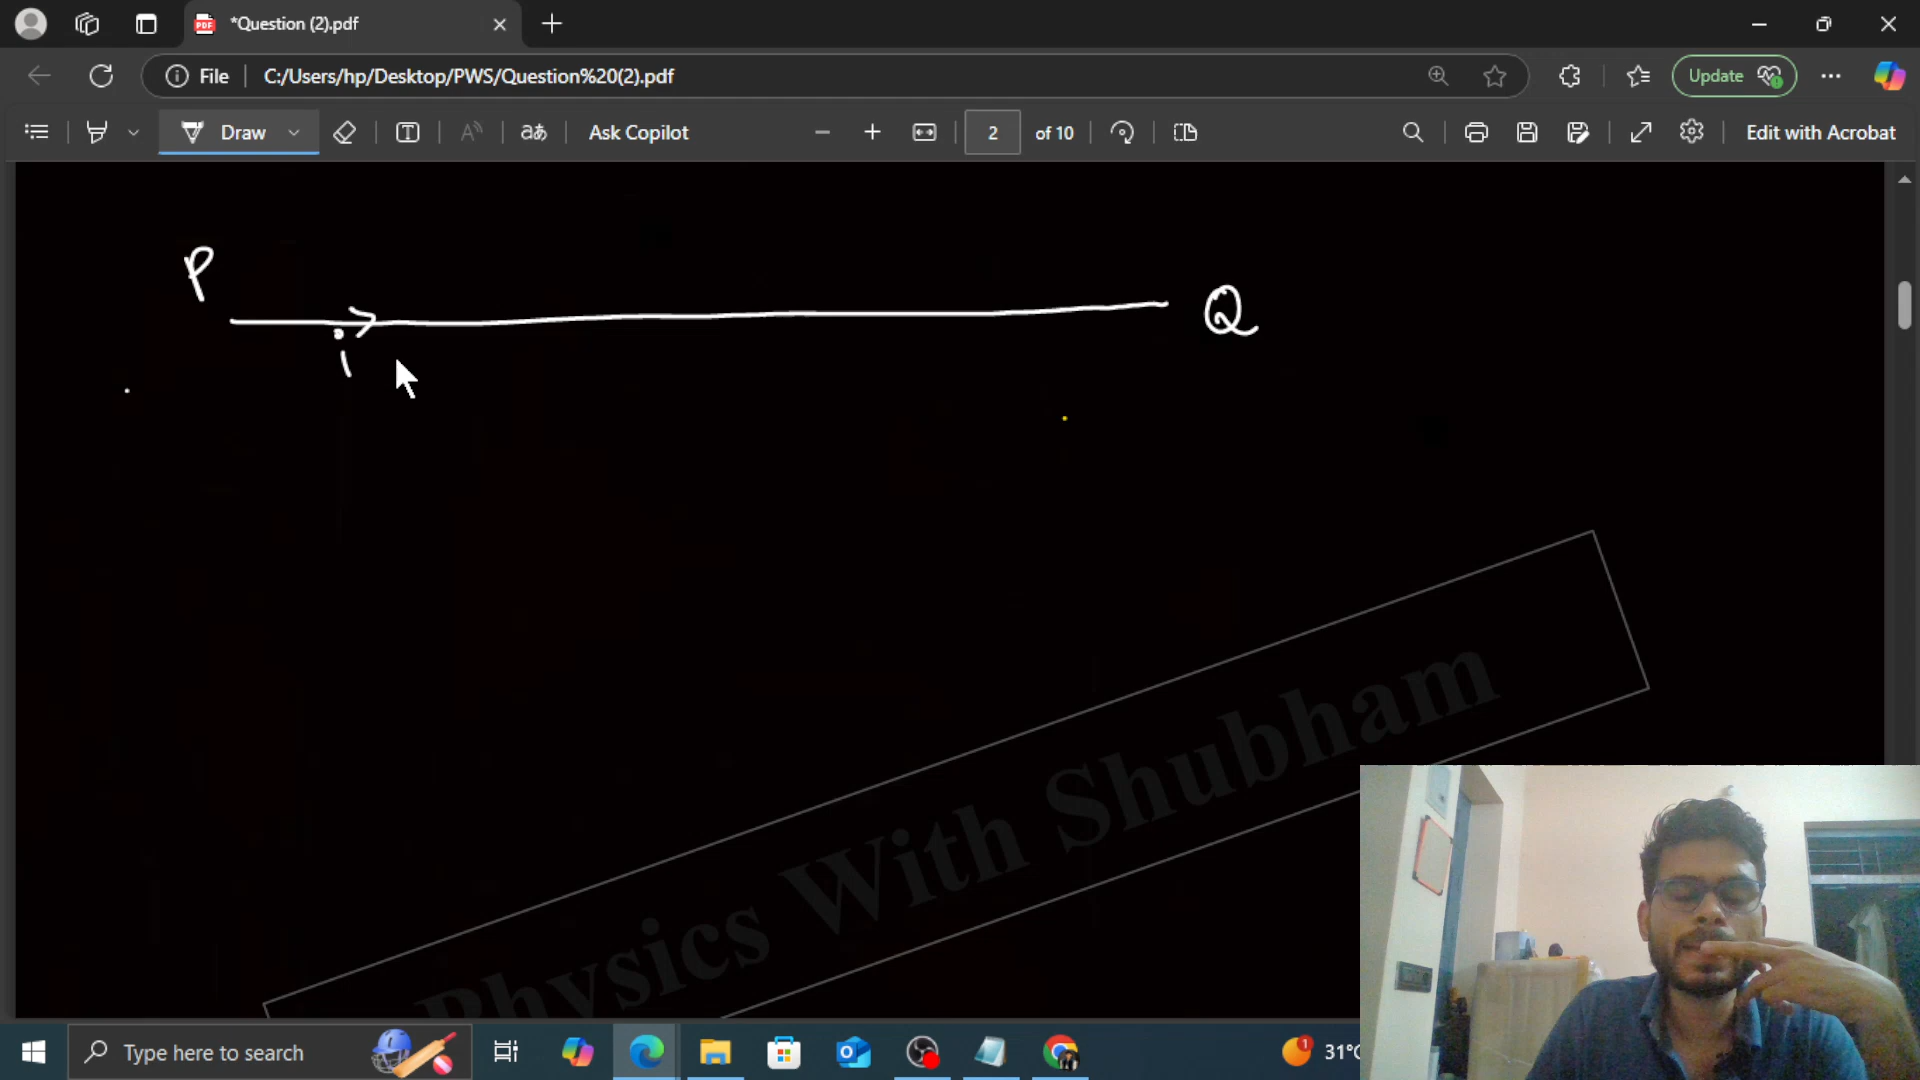 *Question (2).pdf
File C:/Users/hp/Desktop/PWS/Question%20(2).pdf Update
Draw Ask Copilot 2 of 10 Edit with Acrobat
P
Q
i
Physics With Shubham
Type here to search 1 31°C